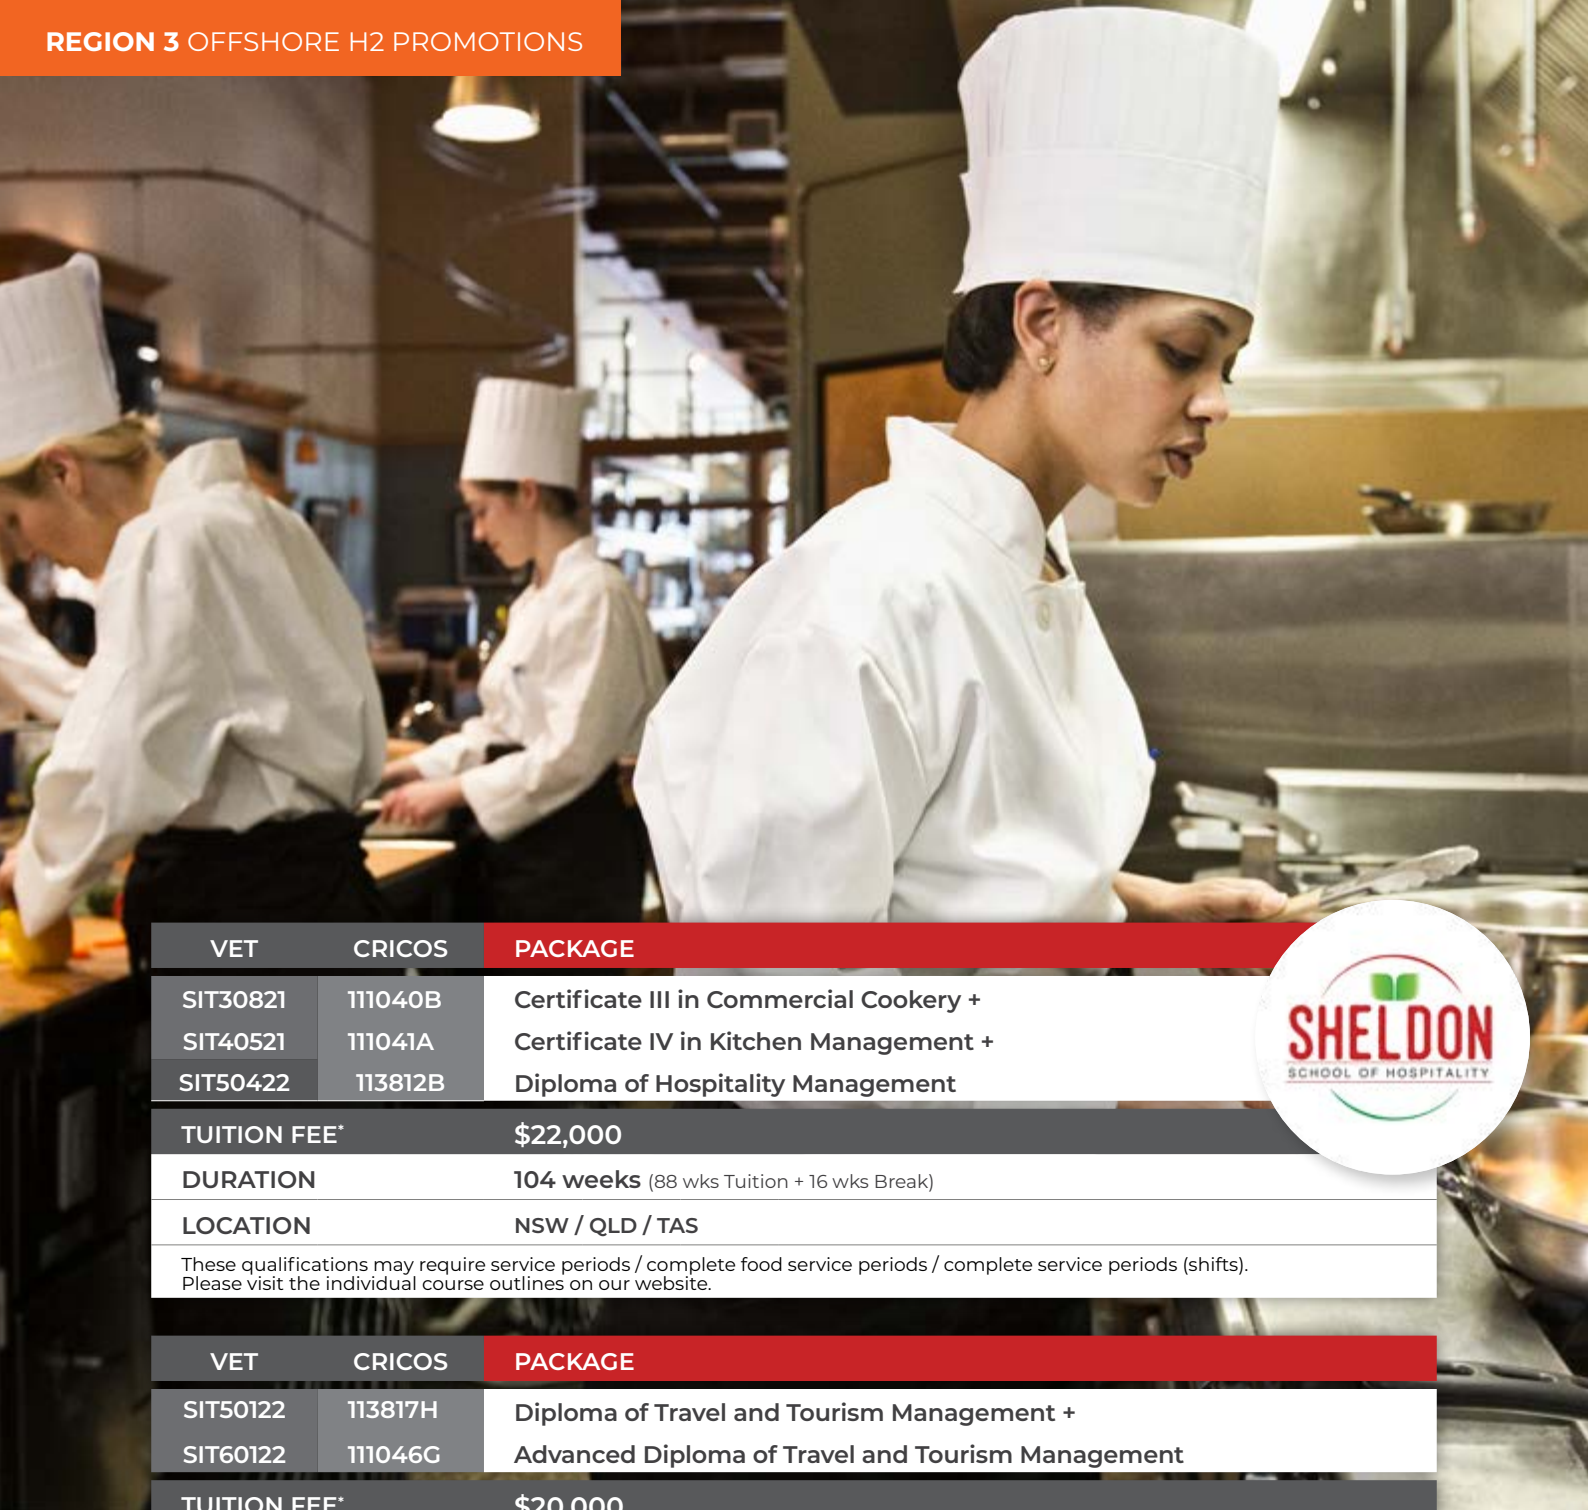 REGION 3 OFFSHORE H2 PROMOTIONS
SHELDON
SCHOOL OF HOSPITALITY
VET CRICOS PACKAGE
SIT30821 111040B Certificate III in Commercial Cookery +
SIT40521 111041A Certificate IV in Kitchen Management +
SIT50422 113812B Diploma of Hospitality Management
TUITION FEE* $22,000
DURATION 104 weeks (88 wks Tuition + 16 wks Break)
LOCATION NSW / QLD / TAS
These qualifications may require service periods / complete food service periods / complete service periods (shifts).
Please visit the individual course outlines on our website.
VET CRICOS PACKAGE
SIT50122 113817H Diploma of Travel and Tourism Management +
SIT60122 111046G Advanced Diploma of Travel and Tourism Management
TUITION FEE* $20,000